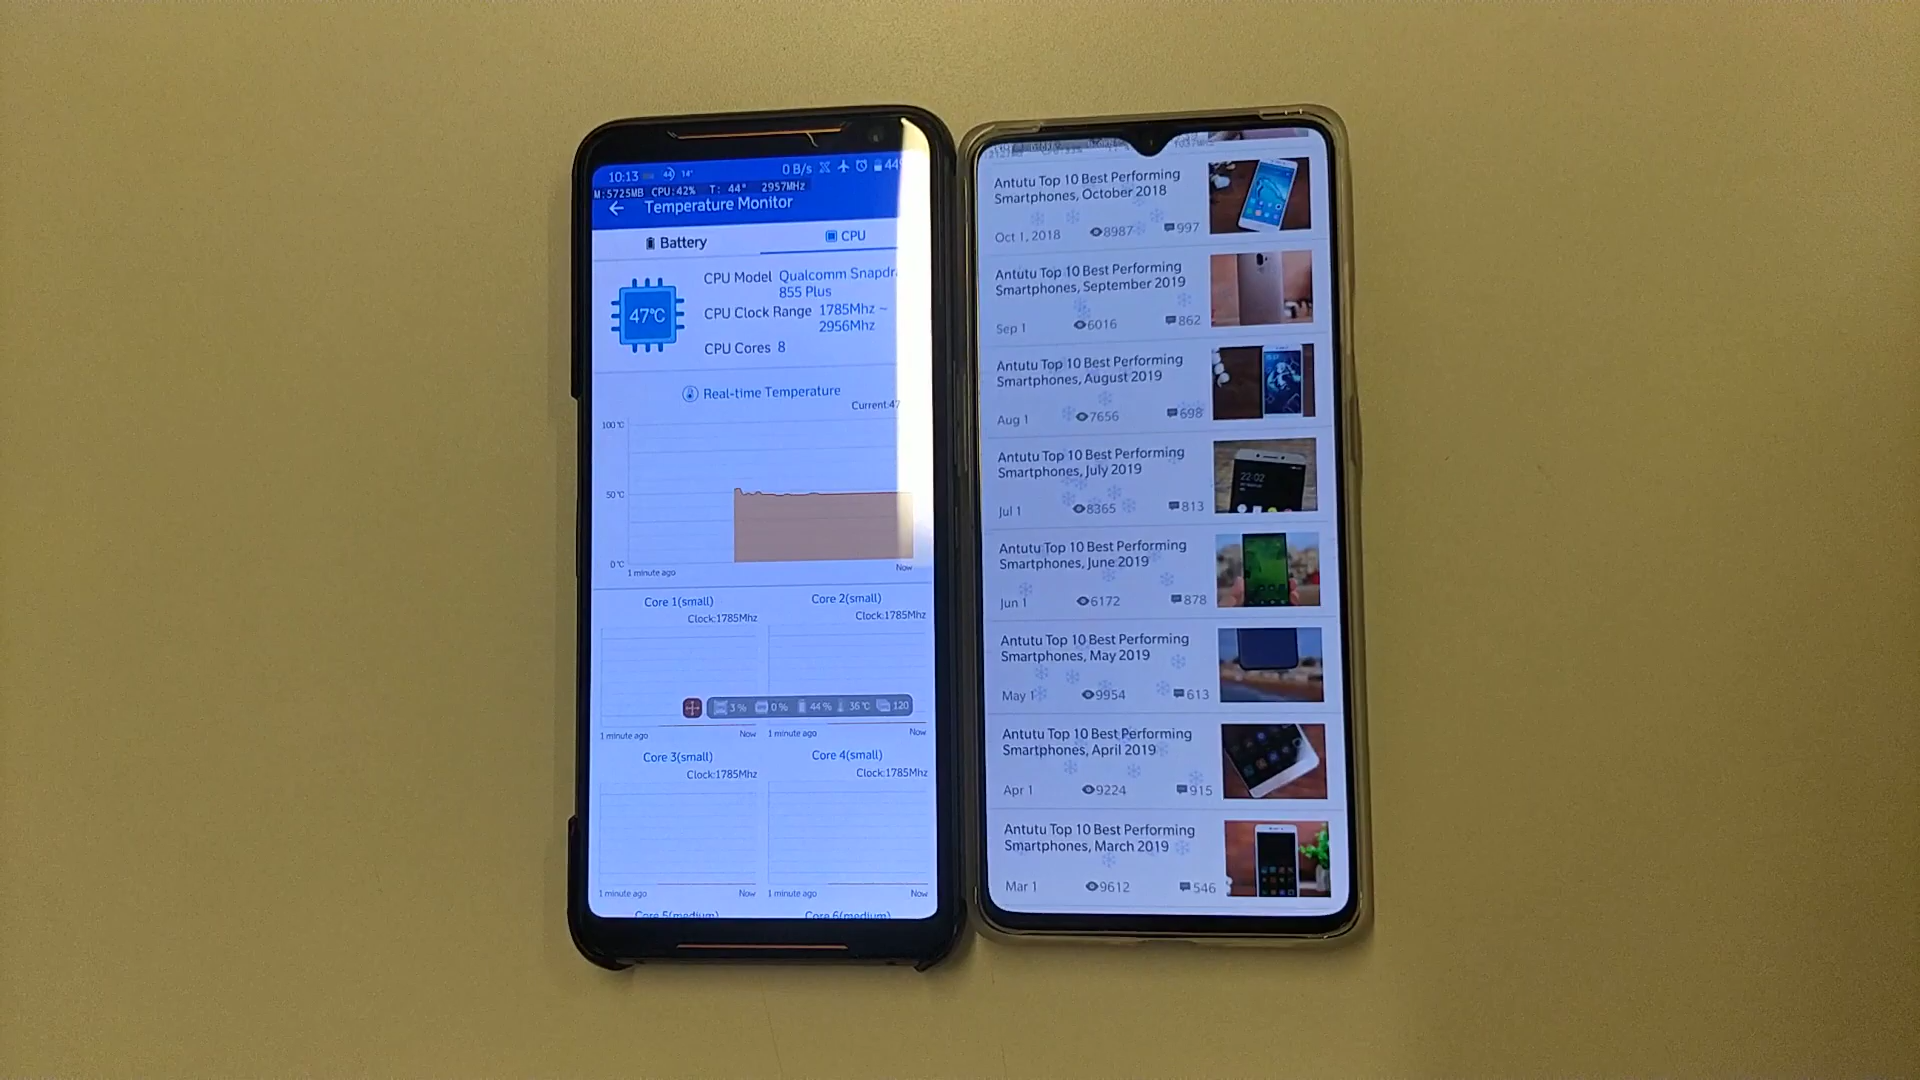 10:13
44
14°
0 B/s
44%
M:5725MB CPU:42% T: 44° 2957MHz
Temperature Monitor
Battery
CPU
47°C
CPU Model Qualcomm Snapdr
855 Plus
CPU Clock Range 1785Mhz ~
2956Mhz
CPU Cores 8
Real-time Temperature
Current:47
100℃
50℃
0℃
1 minute ago
Now
Core 1(small)
Clock:1785Mhz
Core 2(small)
Clock:1785Mhz
3% 0% 44% 36℃ 120
1 minute ago Now
1 minute ago Now
Core 3(small)
Clock:1785Mhz
Core 4(small)
Clock:1785Mhz
1 minute ago Now
1 minute ago Now
Core 5(medium)
Core 6(medium)
Antutu Top 10 Best Performing
Smartphones, October 2018
Oct 1, 2018 8987 997
Antutu Top 10 Best Performing
Smartphones, September 2019
Sep 1 6016 862
Antutu Top 10 Best Performing
Smartphones, August 2019
Aug 1 7656 698
Antutu Top 10 Best Performing
Smartphones, July 2019
Jul 1 8365 813
22:02
Antutu Top 10 Best Performing
Smartphones, June 2019
Jun 1 6172 878
Antutu Top 10 Best Performing
Smartphones, May 2019
May 1 9954 613
Antutu Top 10 Best Performing
Smartphones, April 2019
Apr 1 9224 915
Antutu Top 10 Best Performing
Smartphones, March 2019
Mar 1 9612 546